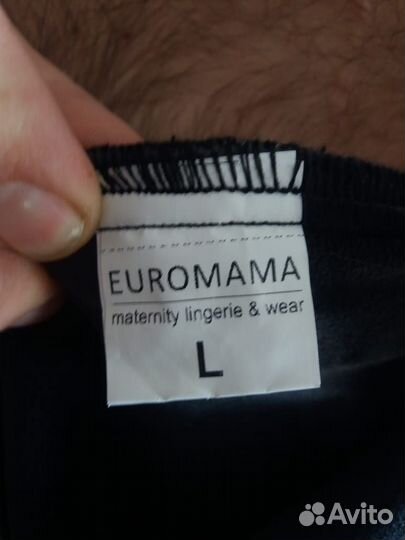 EUROMAMA
maternity lingerie & wear
L
Avito